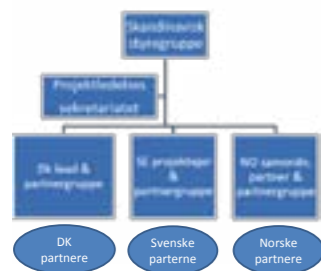 Skandinavisk
styregruppe
Projektledelses
sekretariatet
Dk lead &
partnergruppe
SE projektejer
&
partnergruppe
NO samordn.
partner &
partnergruppe
DK
partnere
Svenske
parterne
Norske
partnere